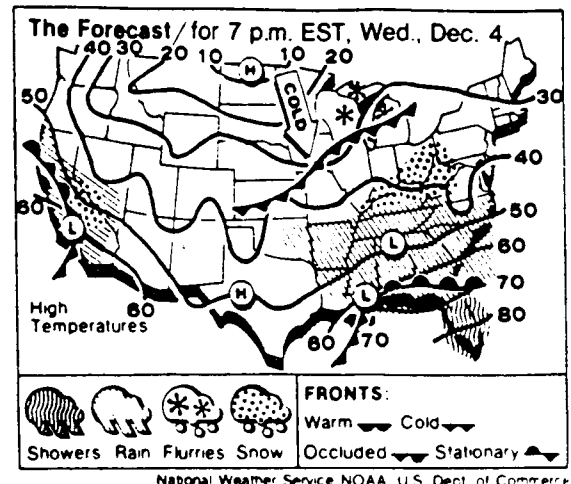 The Forecast / for 7 p.m. EST, Wed., Dec. 4
40 30 20 10 H 10 20
COLD
50
30
40
60
L
L
50
60
H
L
70
High
Temperatures
60
60
70
80
FRONTS:
Warm Cold
Showers Rain Flurries Snow
Occluded Stationary
National Weather Service NOAA, U.S. Dept. of Commerce